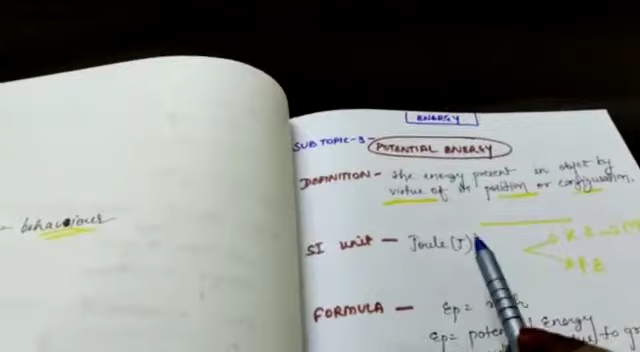 - behaviour
ENERGY
SUB TOPIC-3- POTENTIAL ENERGY
DEFINITION - The energy present in object by
virtue of its position or configuration.
SI unit - Joule (J)
K.E
P.E
FORMULA - Ep =
Ep = Energy
to